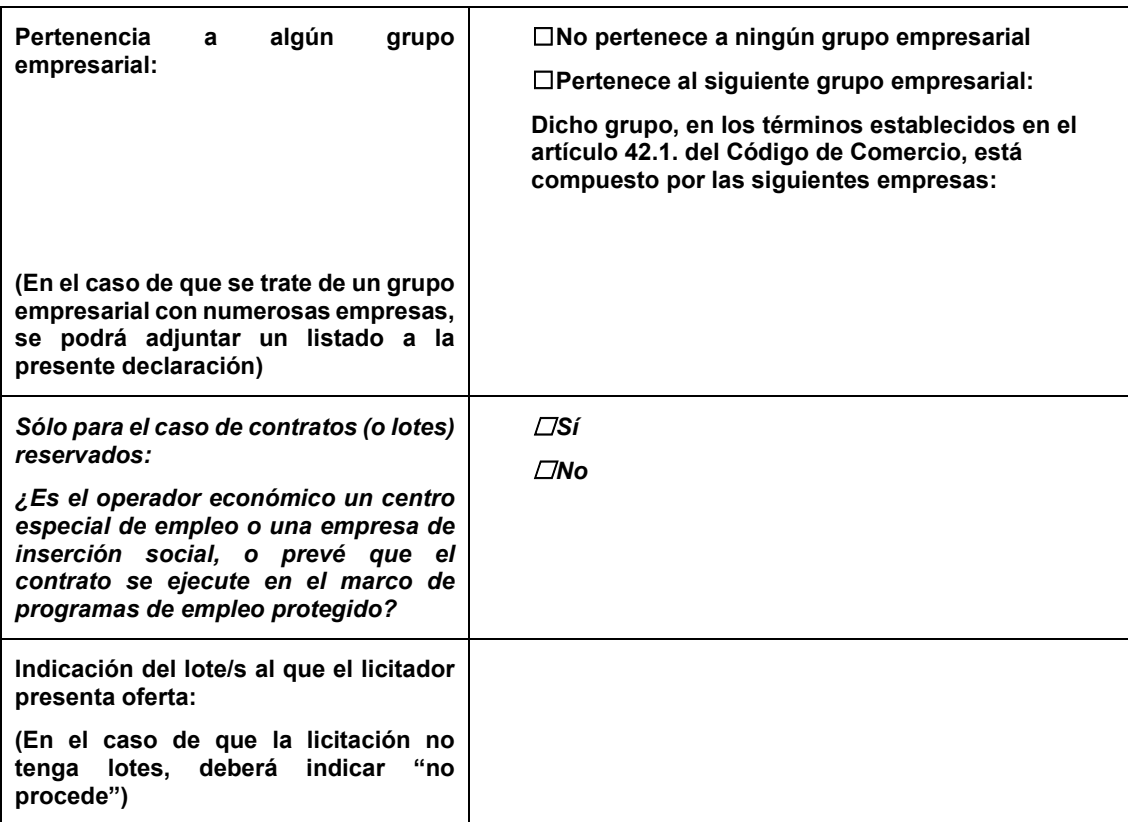 Pertenencia a algún grupo
empresarial:
(En el caso de que se trate de un grupo
empresarial con numerosas empresas,
se podrá adjuntar un listado a la
presente declaración)
☐No pertenece a ningún grupo empresarial
☐Pertenece al siguiente grupo empresarial:
Dicho grupo, en los términos establecidos en el
artículo 42.1. del Código de Comercio, está
compuesto por las siguientes empresas:
Sólo para el caso de contratos (o lotes)
reservados:
¿Es el operador económico un centro
especial de empleo o una empresa de
inserción social, o prevé que el
contrato se ejecute en el marco de
programas de empleo protegido?
☐Sí
☐No
Indicación del lote/s al que el licitador
presenta oferta:
(En el caso de que la licitación no
tenga lotes, deberá indicar “no
procede”)